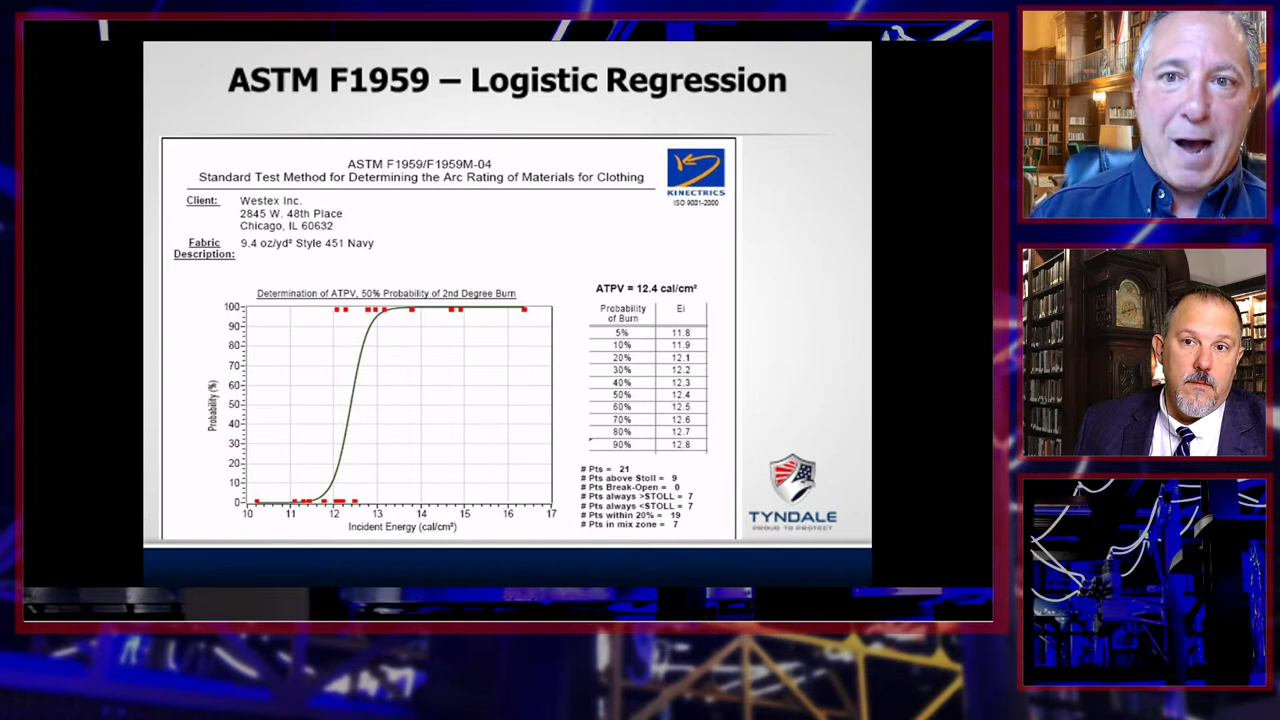 ASTM F1959 – Logistic Regression
ASTM F1959/F1959M-04
Standard Test Method for Determining the Arc Rating of Materials for Clothing
KINECTRICS
ISO 9001-2000
Client: Westex Inc.
2845 W. 48th Place
Chicago, IL 60632
Fabric Description: 9.4 oz/yd² Style 451 Navy
Determination of ATPV, 50% Probability of 2nd Degree Burn
Probability (%)
100
90
80
70
60
50
40
30
20
10
0
10 11 12 13 14 15 16 17
Incident Energy (cal/cm²)
ATPV = 12.4 cal/cm²
Probability of Burn Ei
5% 11.8
10% 11.9
20% 12.1
30% 12.2
40% 12.3
50% 12.4
60% 12.5
70% 12.6
80% 12.7
90% 12.8
# Pts = 21
# Pts above Stoll = 9
# Pts Break-Open = 0
# Pts always >STOLL = 7
# Pts always <STOLL = 7
# Pts within 20% = 19
# Pts in mix zone = 7
TYNDALE
PROUD TO PROTECT